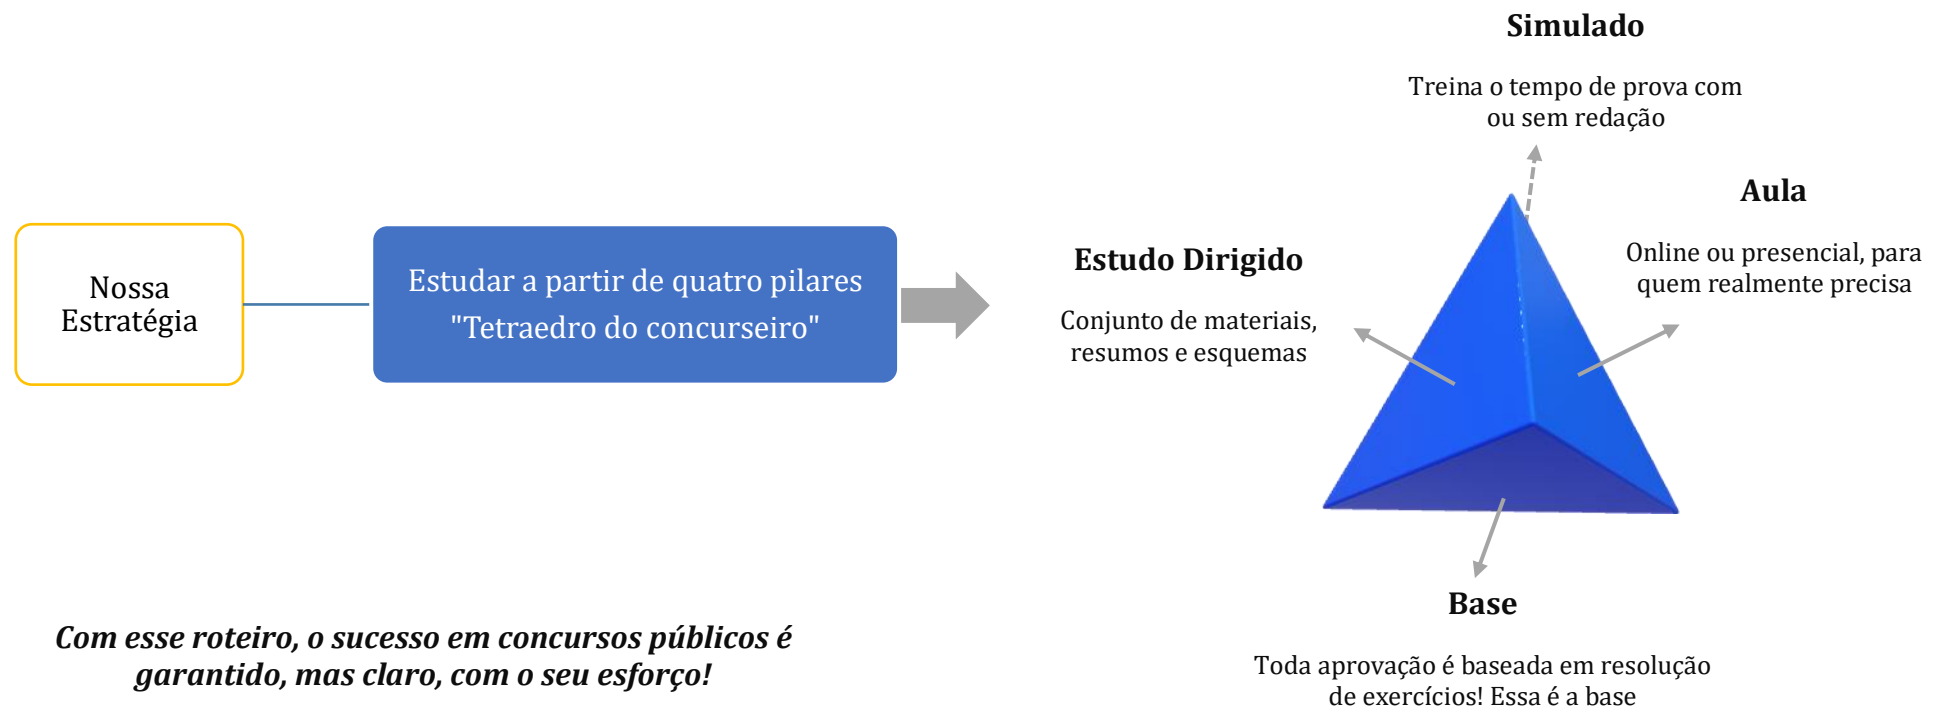 Nossa
Estratégia
Estudar a partir de quatro pilares
"Tetraedro do concurseiro"
Simulado
Treina o tempo de prova com
ou sem redação
Aula
Online ou presencial, para
quem realmente precisa
Estudo Dirigido
Conjunto de materiais,
resumos e esquemas
Base
Toda aprovação é baseada em resolução
de exercícios! Essa é a base
Com esse roteiro, o sucesso em concursos públicos é
garantido, mas claro, com o seu esforço!